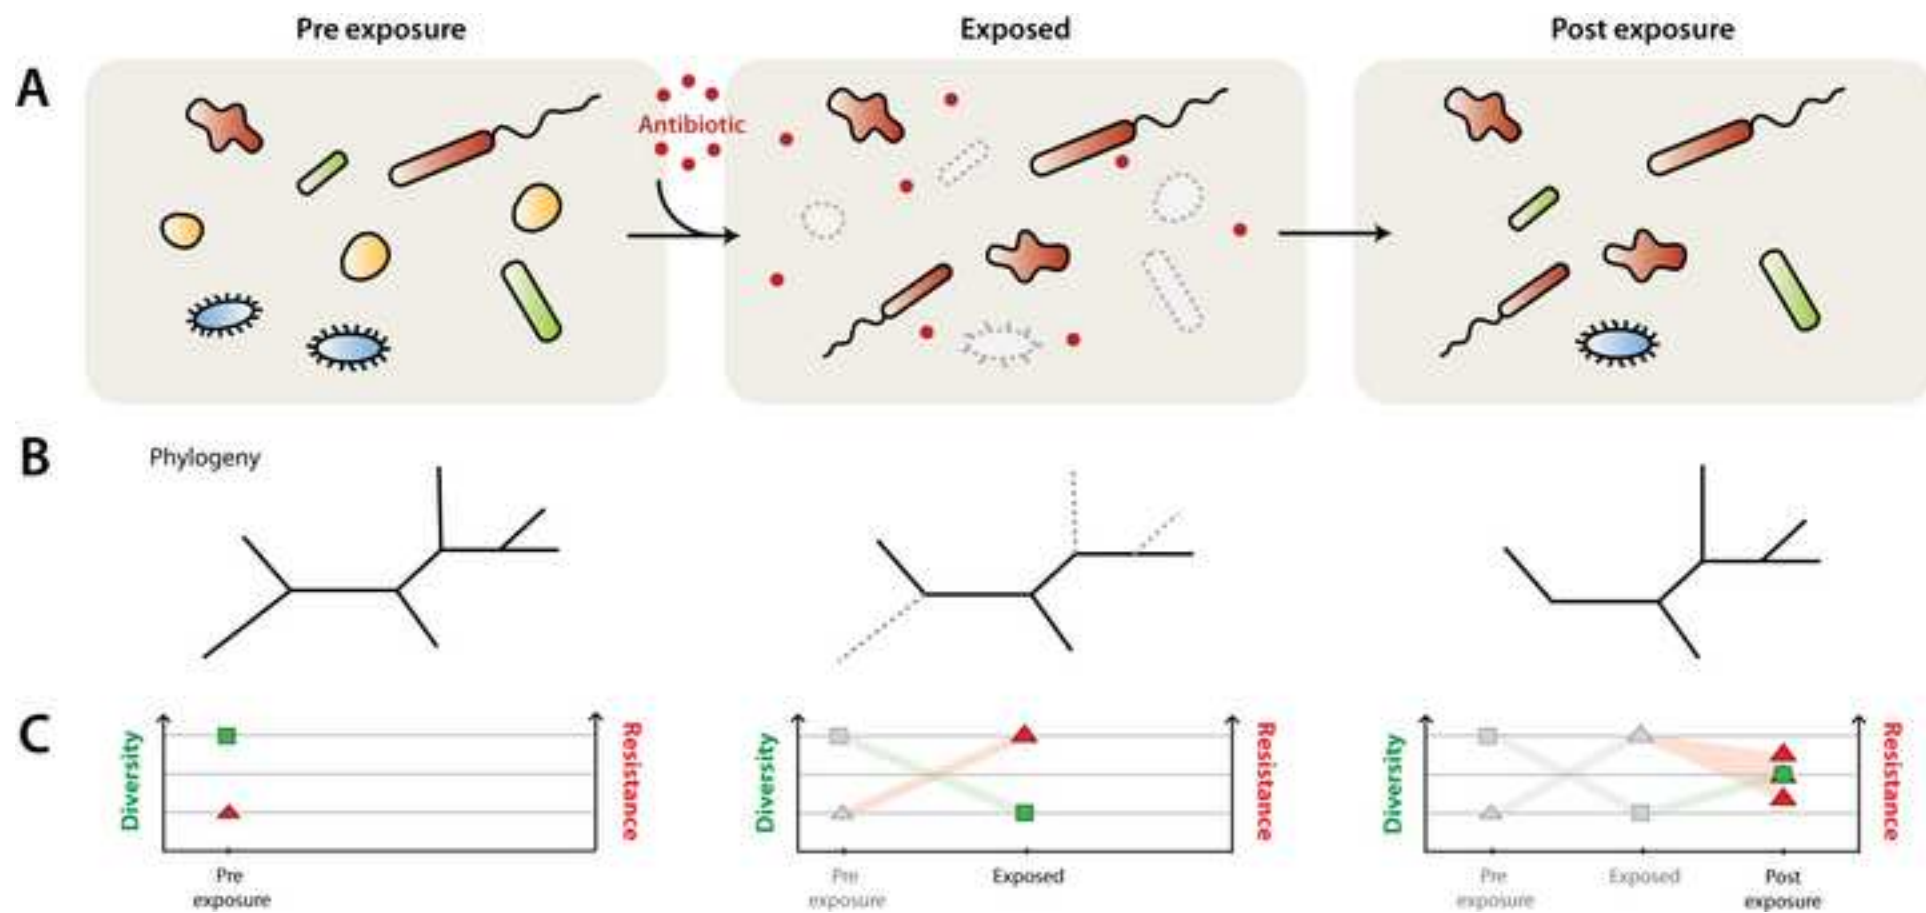 Pre exposure
Exposed
Post exposure
A
Antibiotic
B
Phylogeny
C
Diversity
Resistance
Pre
exposure
Diversity
Resistance
Pre
exposure
Exposed
Diversity
Resistance
Pre
exposure
Exposed
Post
exposure